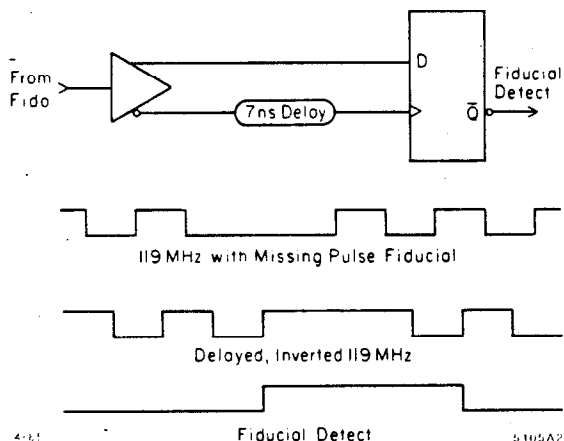 From
Fido
D
7ns Delay
Q̅
Fiducial
Detect
119 MHz with Missing Pulse Fiducial
Delayed, Inverted 119 MHz
Fiducial Detect
5105A2